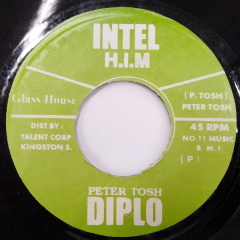 INTEL
H.I.M
Glass House
( P. TOSH )
PETER TOSH
DIST BY :
TALENT CORP
KINGSTON 5.
45 RPM
NO.11 MUSIC
B. M. I
( P )
PETER TOSH
DIPLO